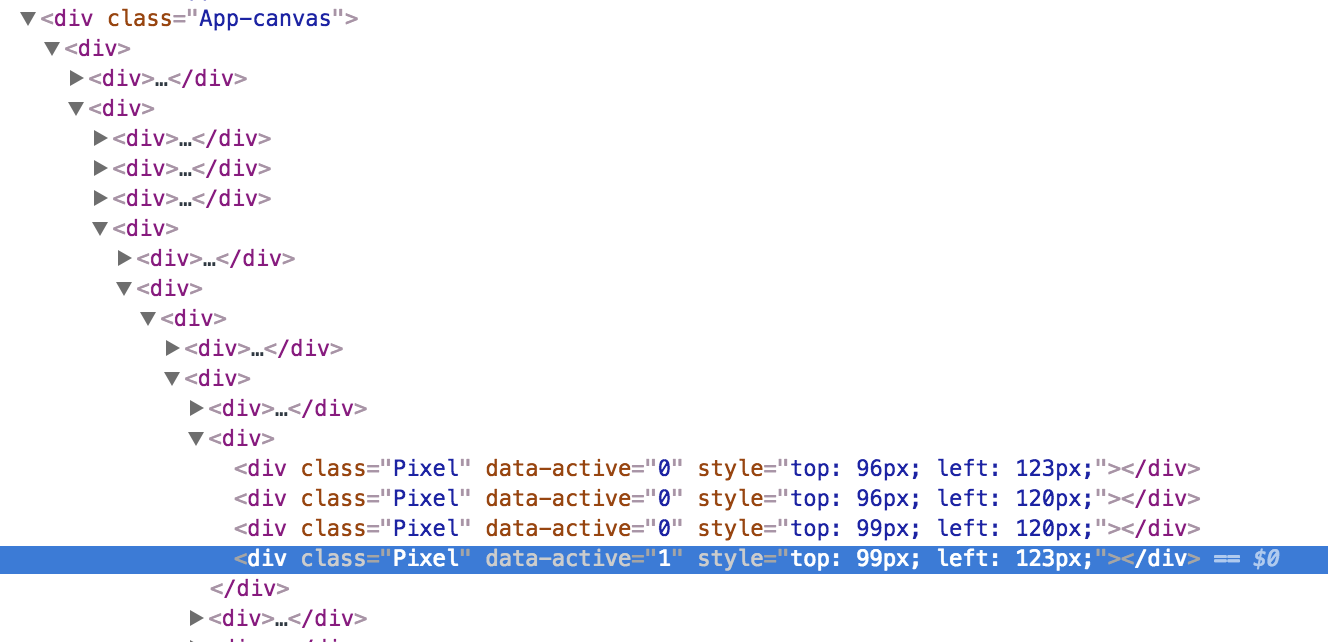 <div class="App-canvas">
<div>
<div>…</div>
<div>
<div>…</div>
<div>…</div>
<div>…</div>
<div>
<div>…</div>
<div>
<div>
<div>…</div>
<div>
<div>…</div>
<div>
<div class="Pixel" data-active="0" style="top: 96px; left: 123px;"></div>
<div class="Pixel" data-active="0" style="top: 96px; left: 120px;"></div>
<div class="Pixel" data-active="0" style="top: 99px; left: 120px;"></div>
<div class="Pixel" data-active="1" style="top: 99px; left: 123px;"></div> == $0
</div>
<div>…</div>